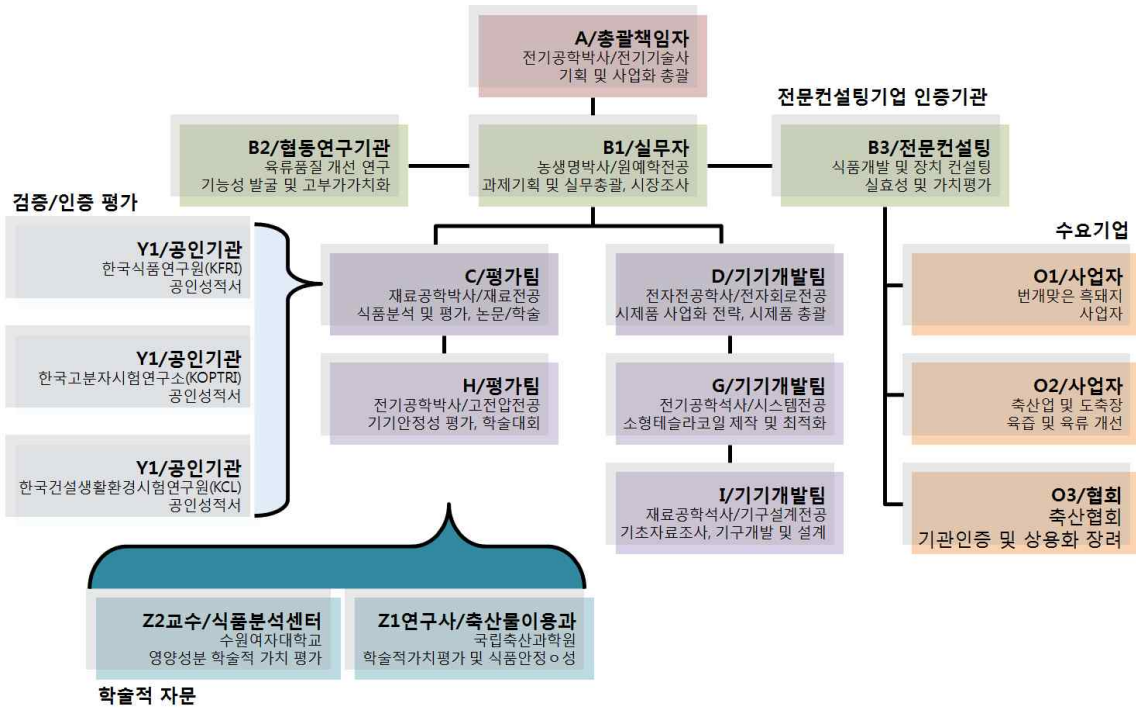 A/총괄책임자
전기공학박사/전기기술사
기획 및 사업화 총괄
전문컨설팅기업 인증기관
B2/협동연구기관
육류품질 개선 연구
기능성 발굴 및 고부가가치화
B1/실무자
농생명박사/원예학전공
과제기획 및 실무총괄, 시장조사
B3/전문컨설팅
식품개발 및 장치 컨설팅
실효성 및 가치평가
검증/인증 평가
Y1/공인기관
한국식품연구원(KFRI)
공인성적서
Y1/공인기관
한국고분자시험연구소(KOPTRI)
공인성적서
Y1/공인기관
한국건설생활환경시험연구원(KCL)
공인성적서
C/평가팀
재료공학박사/재료전공
식품분석 및 평가, 논문/학술
H/평가팀
전기공학박사/고전압전공
기기안정성 평가, 학술대회
D/기기개발팀
전자전공학사/전자회로전공
시제품 사업화 전략, 시제품 총괄
G/기기개발팀
전기공학석사/시스템전공
소형테슬라코일 제작 및 최적화
I/기기개발팀
재료공학석사/기구설계전공
기초자료조사, 기구개발 및 설계
수요기업
O1/사업자
번개맞은 흑돼지
사업자
O2/사업자
축산업 및 도축장
육즙 및 육류 개선
O3/협회
축산협회
기관인증 및 상용화 장려
Z2교수/식품분석센터
수원여자대학교
영양성분 학술적 가치 평가
Z1연구사/축산물이용과
국립축산과학원
학술적가치평가 및 식품안정ㅇ성
학술적 자문